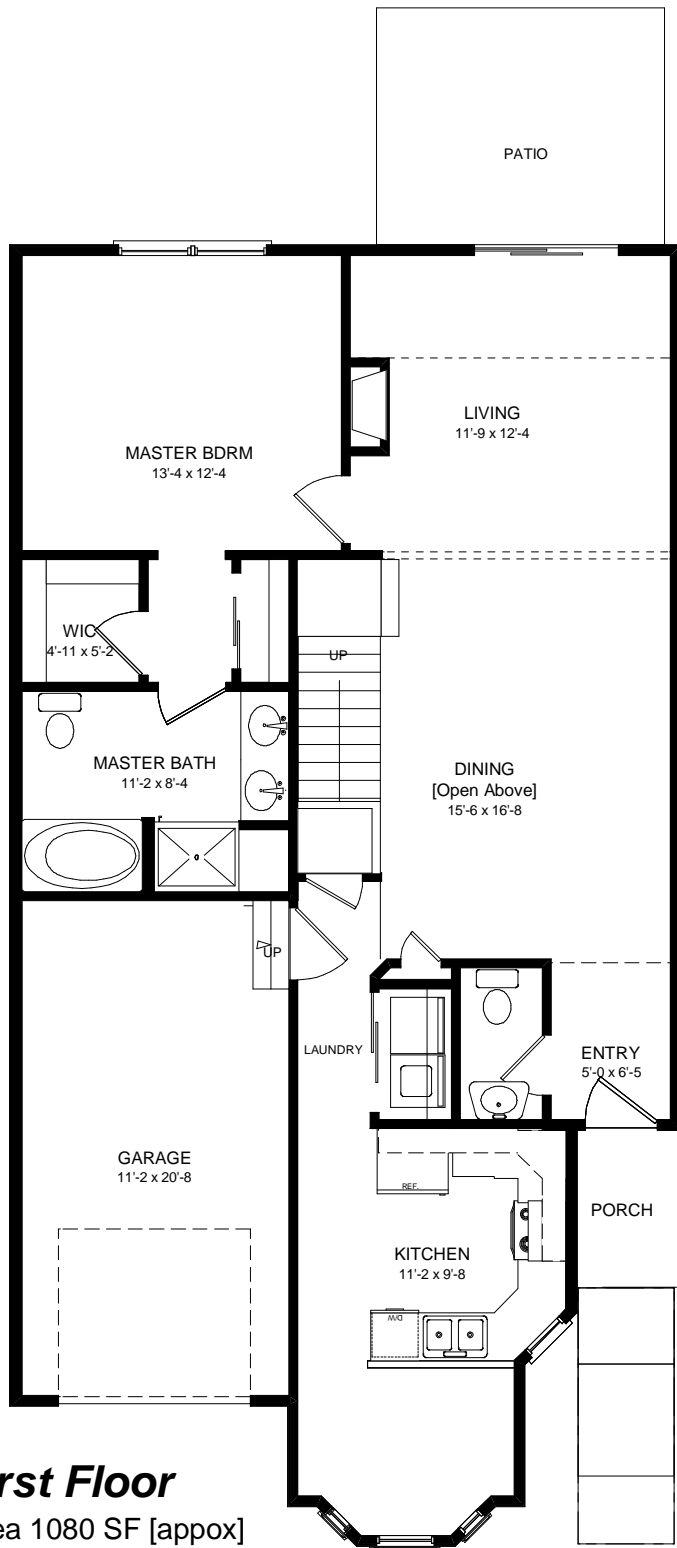 PATIO
LIVING
11'-9 x 12'-4
MASTER BDRM
13'-4 x 12'-4
WIC
4'-11 x 5'-2
UP
MASTER BATH
11'-2 x 8'-4
DINING
[Open Above]
15'-6 x 16'-8
UP
LAUNDRY
ENTRY
5'-0 x 6'-5
GARAGE
11'-2 x 20'-8
REF.
PORCH
KITCHEN
11'-2 x 9'-8
D/W
rst Floor
ea 1080 SF [appox]